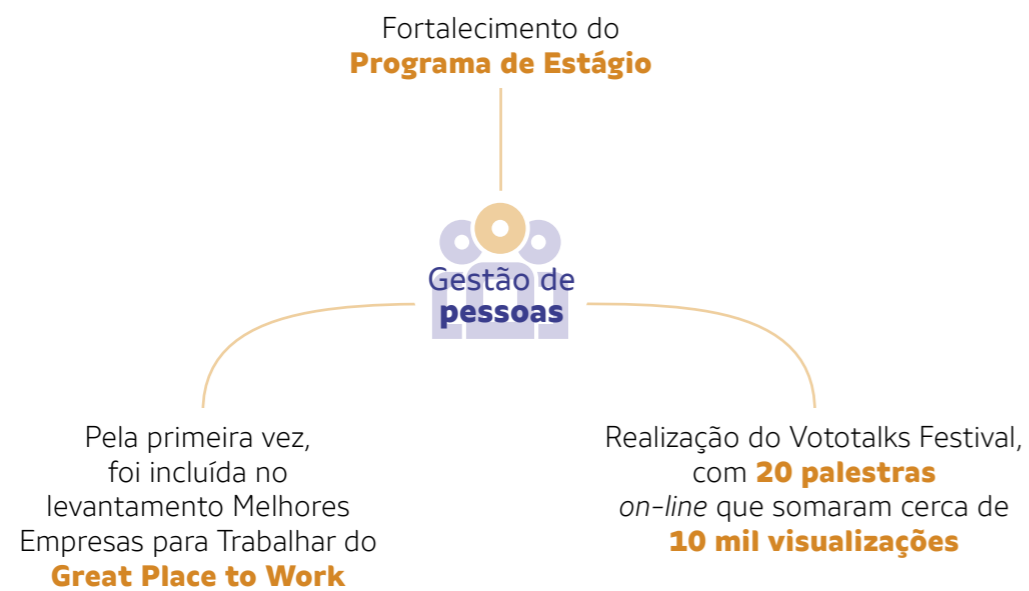 Fortalecimento do
Programa de Estágio
Gestão de
pessoas
Pela primeira vez,
foi incluída no
levantamento Melhores
Empresas para Trabalhar do
Great Place to Work
Realização do Vototalks Festival,
com 20 palestras
on-line que somaram cerca de
10 mil visualizações